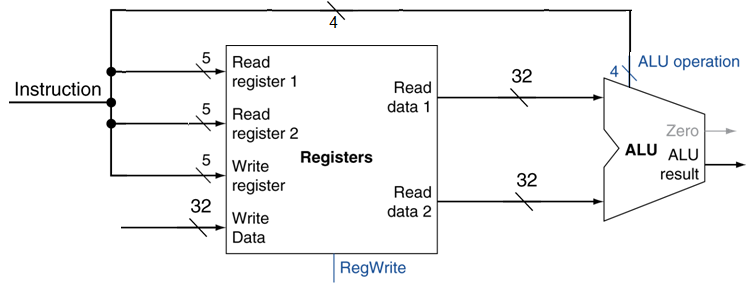 4
Instruction
5
Read
register 1
5
Read
register 2
5
Write
register
32
Write
Data
Registers
Read
data 1
Read
data 2
RegWrite
32
32
4
ALU operation
Zero
ALU
ALU
result